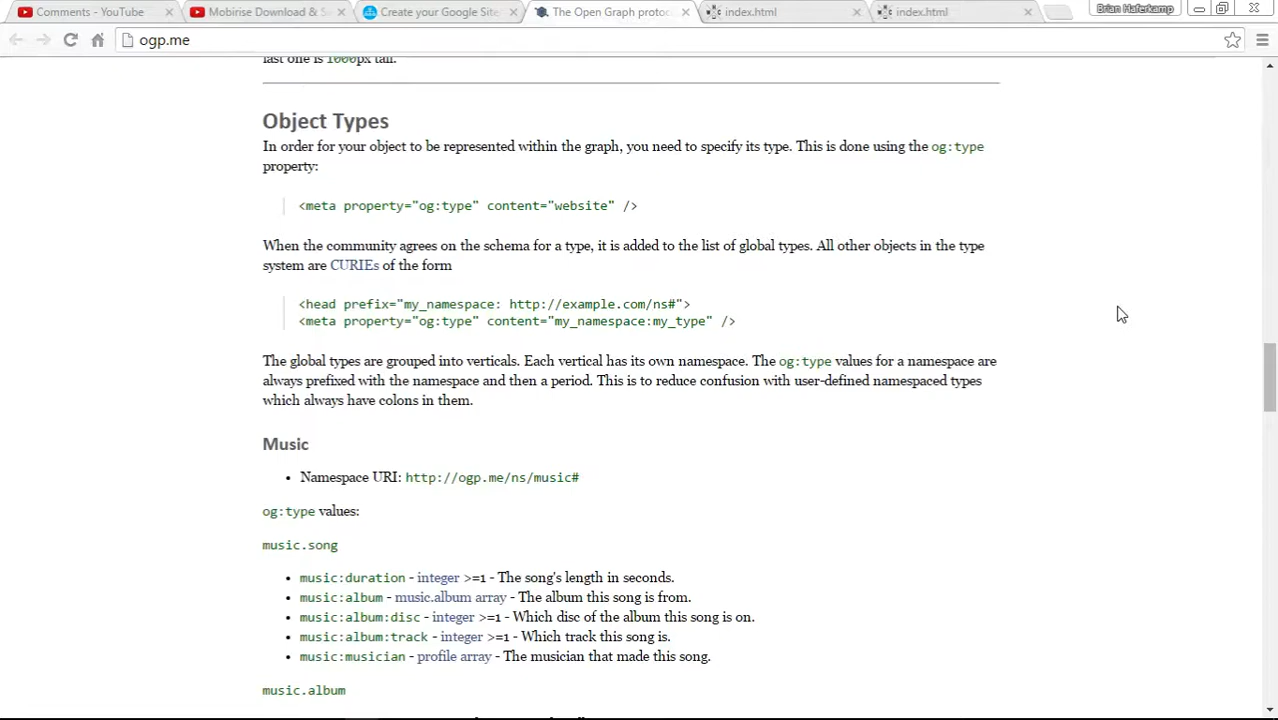 Comments - YouTube
Mobirise Download & S
Create your Google Site
The Open Graph protoc
index.html
index.html
Brian Haferkamp
ogp.me
last one is 1000px tall.
Object Types
In order for your object to be represented within the graph, you need to specify its type. This is done using the og:type
property:
<meta property="og:type" content="website" />
When the community agrees on the schema for a type, it is added to the list of global types. All other objects in the type
system are CURIEs of the form
<head prefix="my_namespace: http://example.com/ns#">
<meta property="og:type" content="my_namespace:my_type" />
The global types are grouped into verticals. Each vertical has its own namespace. The og:type values for a namespace are
always prefixed with the namespace and then a period. This is to reduce confusion with user-defined namespaced types
which always have colons in them.
Music
• Namespace URI: http://ogp.me/ns/music#
og:type values:
music.song
• music:duration - integer >=1 - The song's length in seconds.
• music:album - music.album array - The album this song is from.
• music:album:disc - integer >=1 - Which disc of the album this song is on.
• music:album:track - integer >=1 - Which track this song is.
• music:musician - profile array - The musician that made this song.
music.album